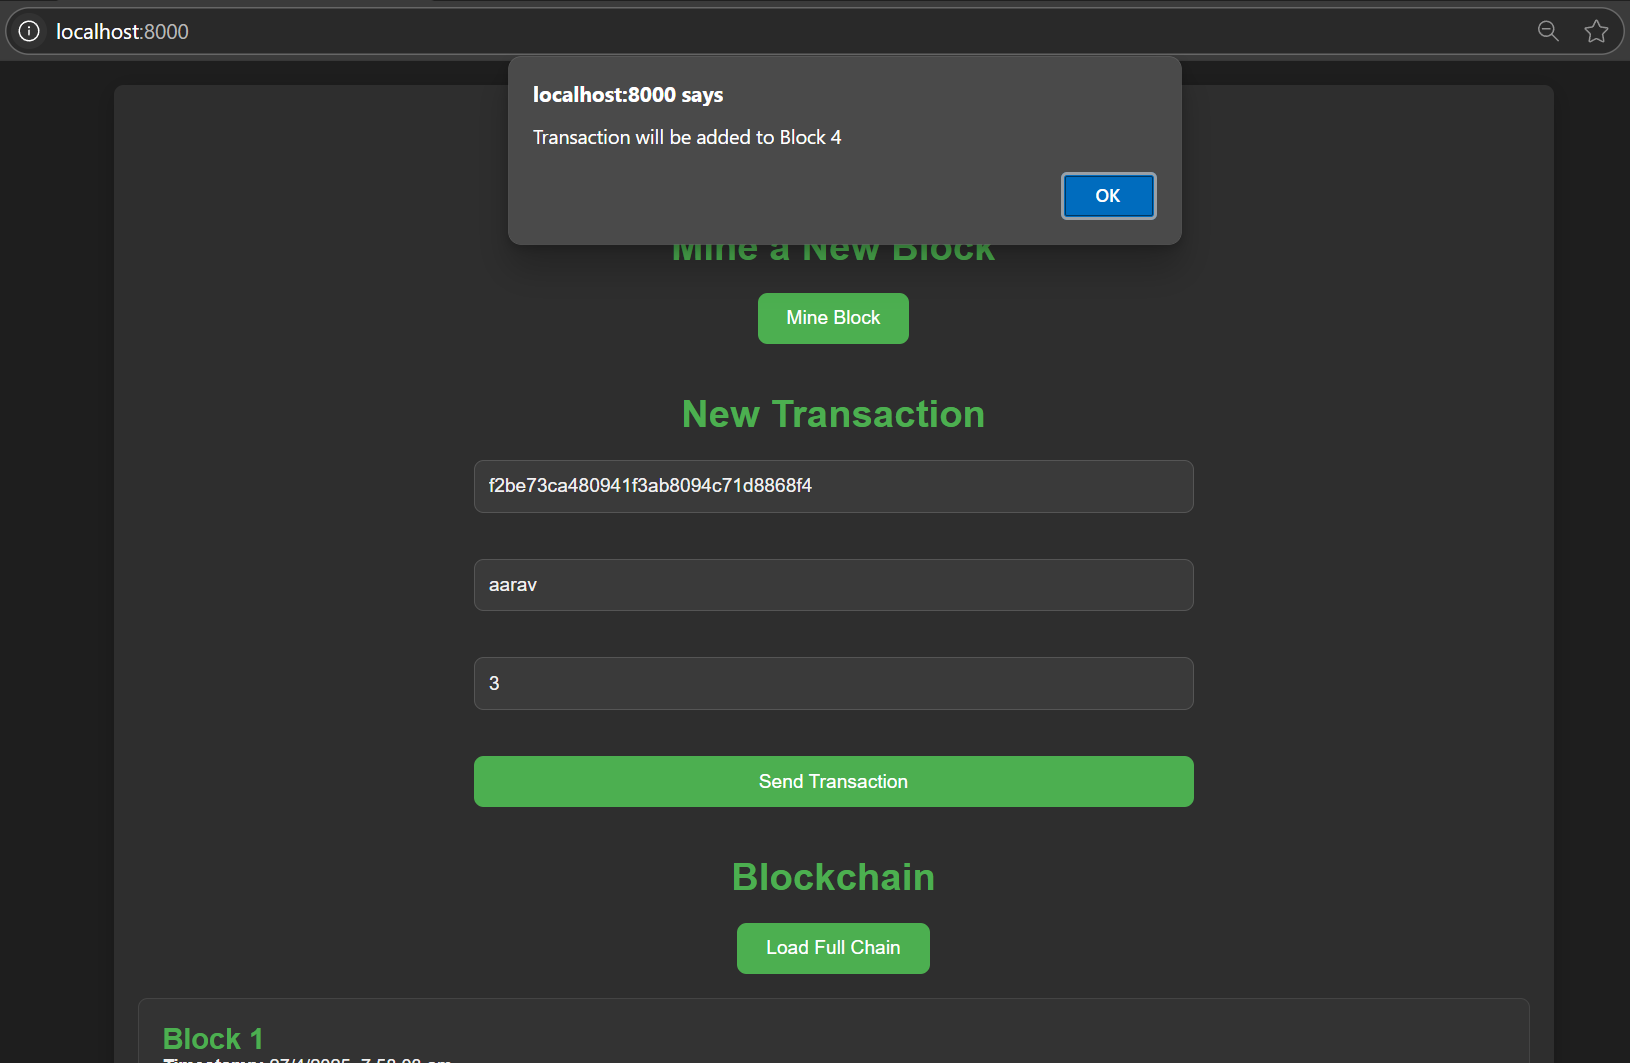 localhost:8000
localhost:8000 says
Transaction will be added to Block 4
OK
Mine a New Block
Mine Block
New Transaction
f2be73ca480941f3ab8094c71d8868f4
aarav
3
Send Transaction
Blockchain
Load Full Chain
Block 1